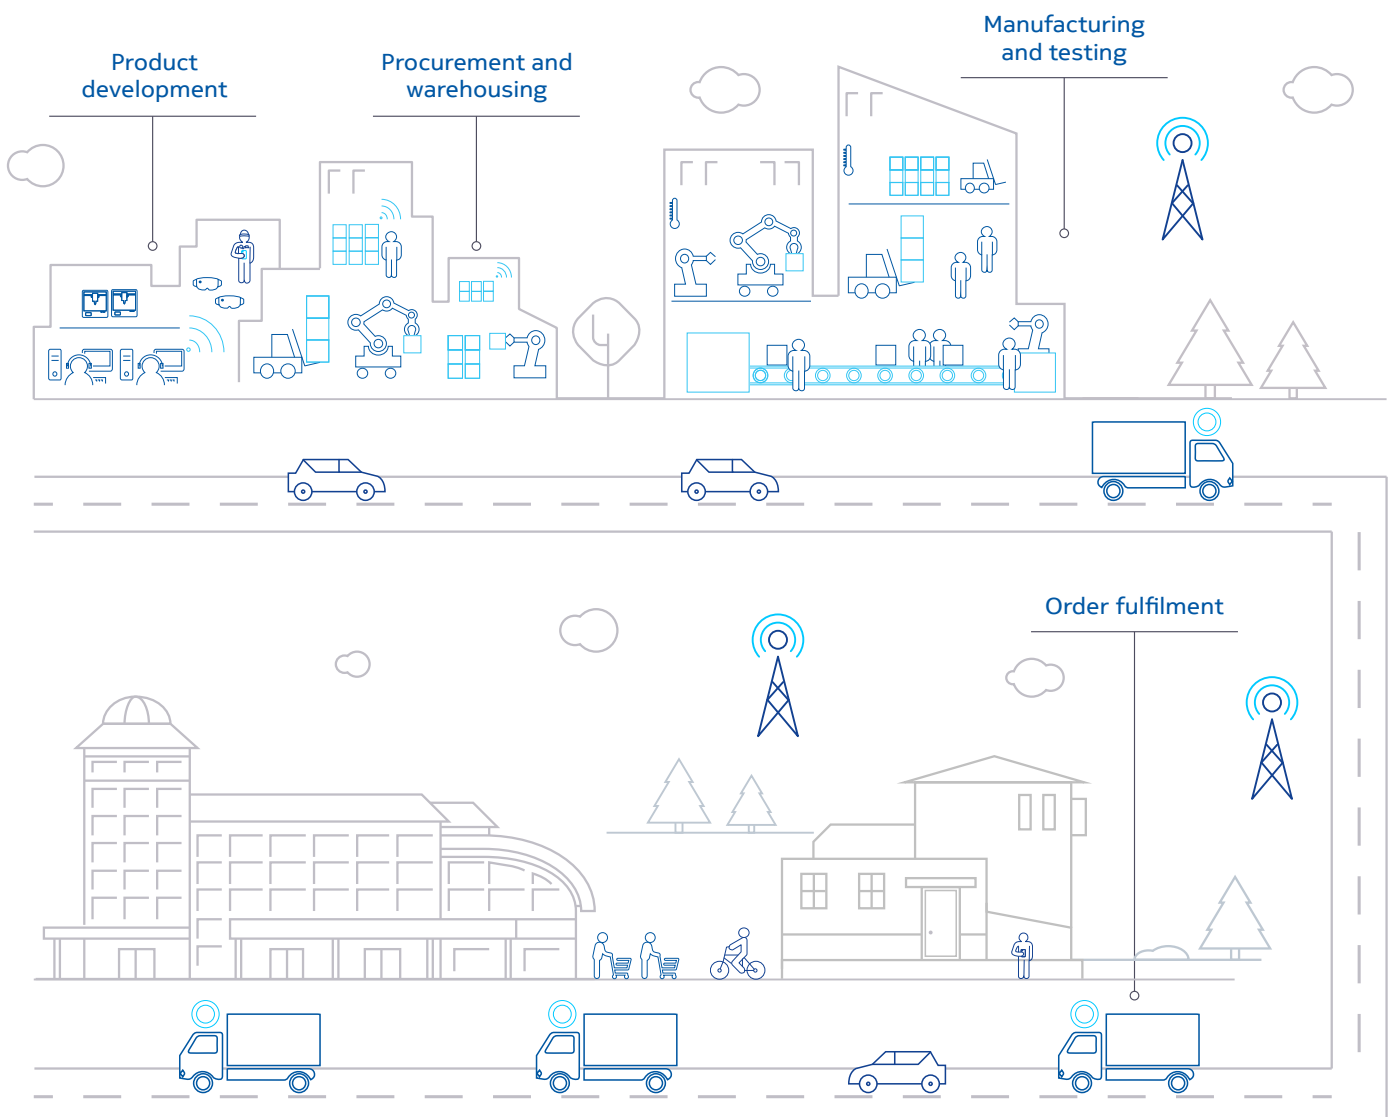 Product
development
Procurement and
warehousing
Manufacturing
and testing
Order fulfilment